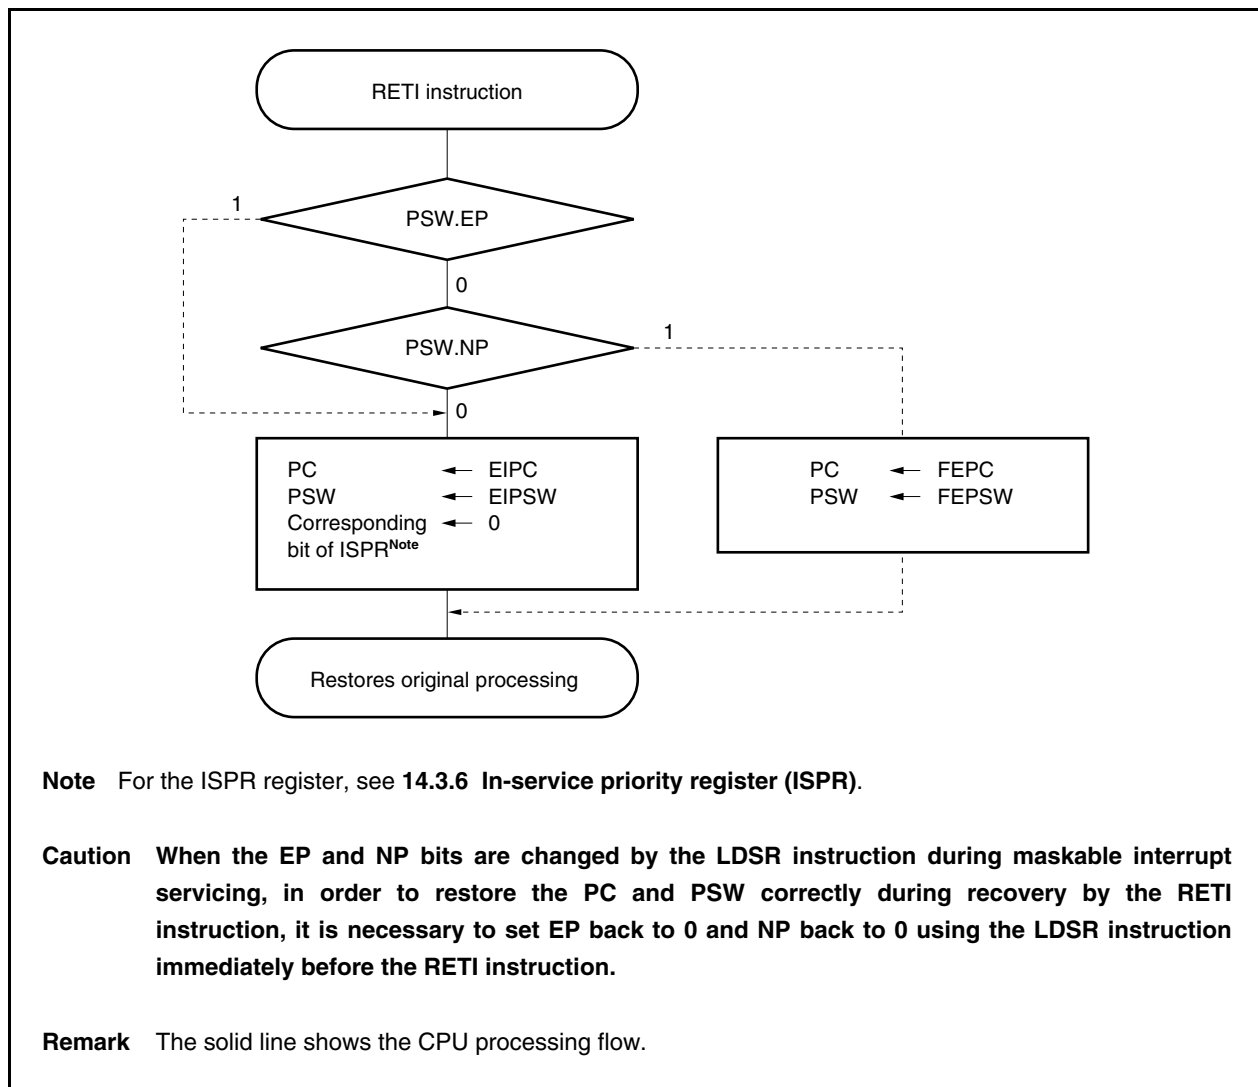 RETI instruction
1
PSW.EP
0
1
PSW.NP
0
PC ← EIPC
PSW ← EIPSW
Corresponding ← 0
bit of ISPRNote
PC ← FEPC
PSW ← FEPSW
Restores original processing
Note For the ISPR register, see 14.3.6 In-service priority register (ISPR).
Caution When the EP and NP bits are changed by the LDSR instruction during maskable interrupt
servicing, in order to restore the PC and PSW correctly during recovery by the RETI
instruction, it is necessary to set EP back to 0 and NP back to 0 using the LDSR instruction
immediately before the RETI instruction.
Remark The solid line shows the CPU processing flow.